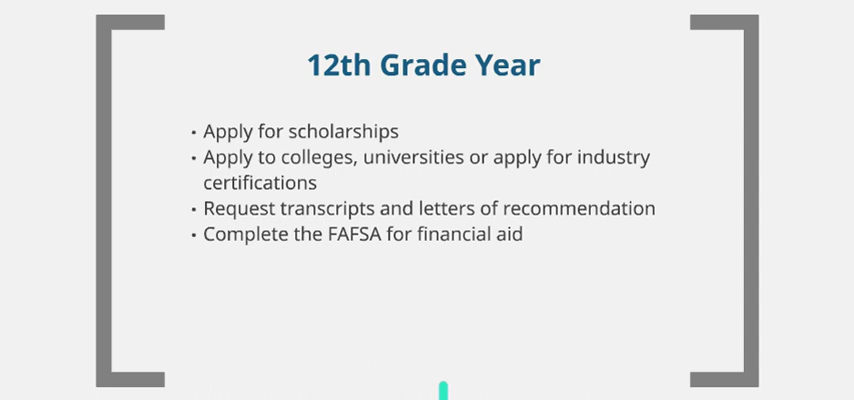 12th Grade Year
• Apply for scholarships
• Apply to colleges, universities or apply for industry
certifications
• Request transcripts and letters of recommendation
• Complete the FAFSA for financial aid